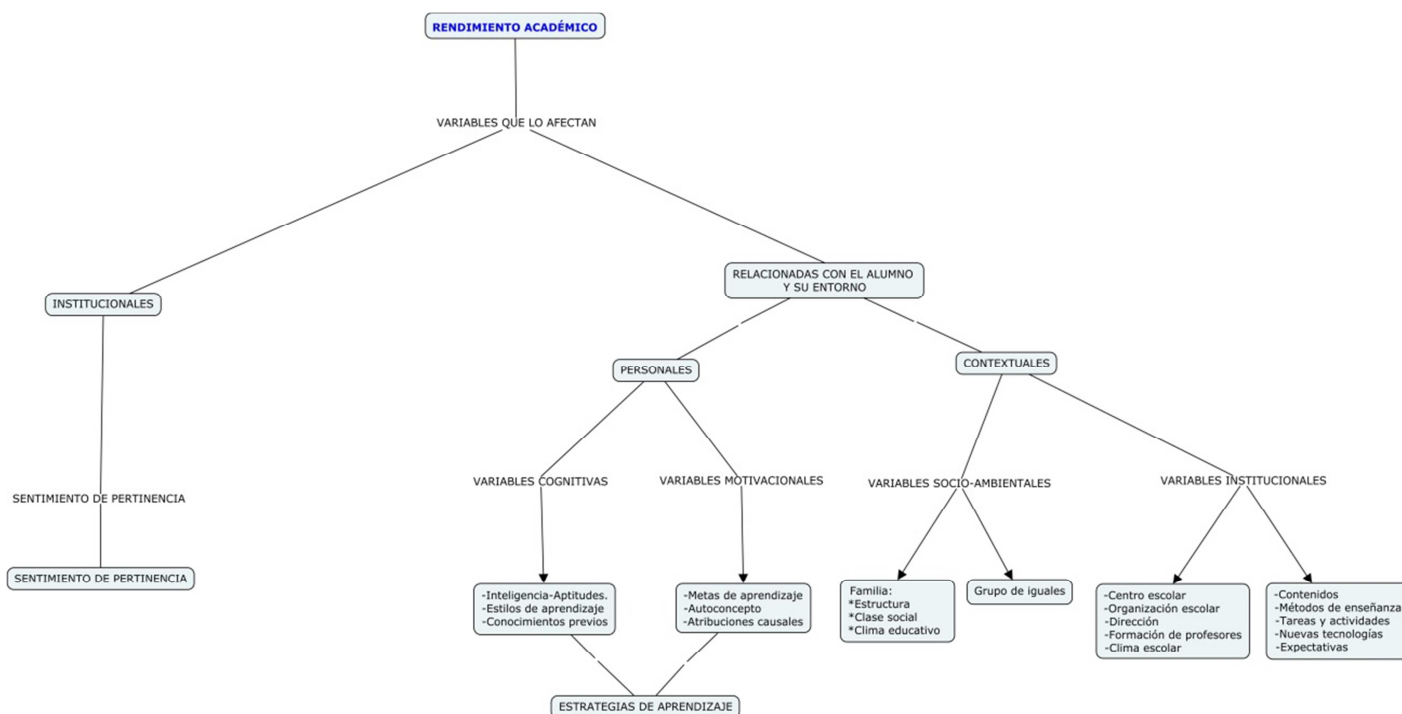 RENDIMIENTO ACADÉMICO
VARIABLES QUE LO AFECTAN
INSTITUCIONALES
RELACIONADAS CON EL ALUMNO
Y SU ENTORNO
PERSONALES
CONTEXTUALES
SENTIMIENTO DE PERTINENCIA
VARIABLES COGNITIVAS
VARIABLES MOTIVACIONALES
VARIABLES SOCIO-AMBIENTALES
VARIABLES INSTITUCIONALES
SENTIMIENTO DE PERTINENCIA
-Inteligencia-Aptitudes.
-Estilos de aprendizaje
-Conocimientos previos
-Metas de aprendizaje
-Autoconcepto
-Atribuciones causales
Familia:
*Estructura
*Clase social
*Clima educativo
Grupo de iguales
-Centro escolar
-Organización escolar
-Dirección
-Formación de profesores
-Clima escolar
-Contenidos
-Métodos de enseñanza
-Tareas y actividades
-Nuevas tecnologías
-Expectativas
ESTRATEGIAS DE APRENDIZAJE